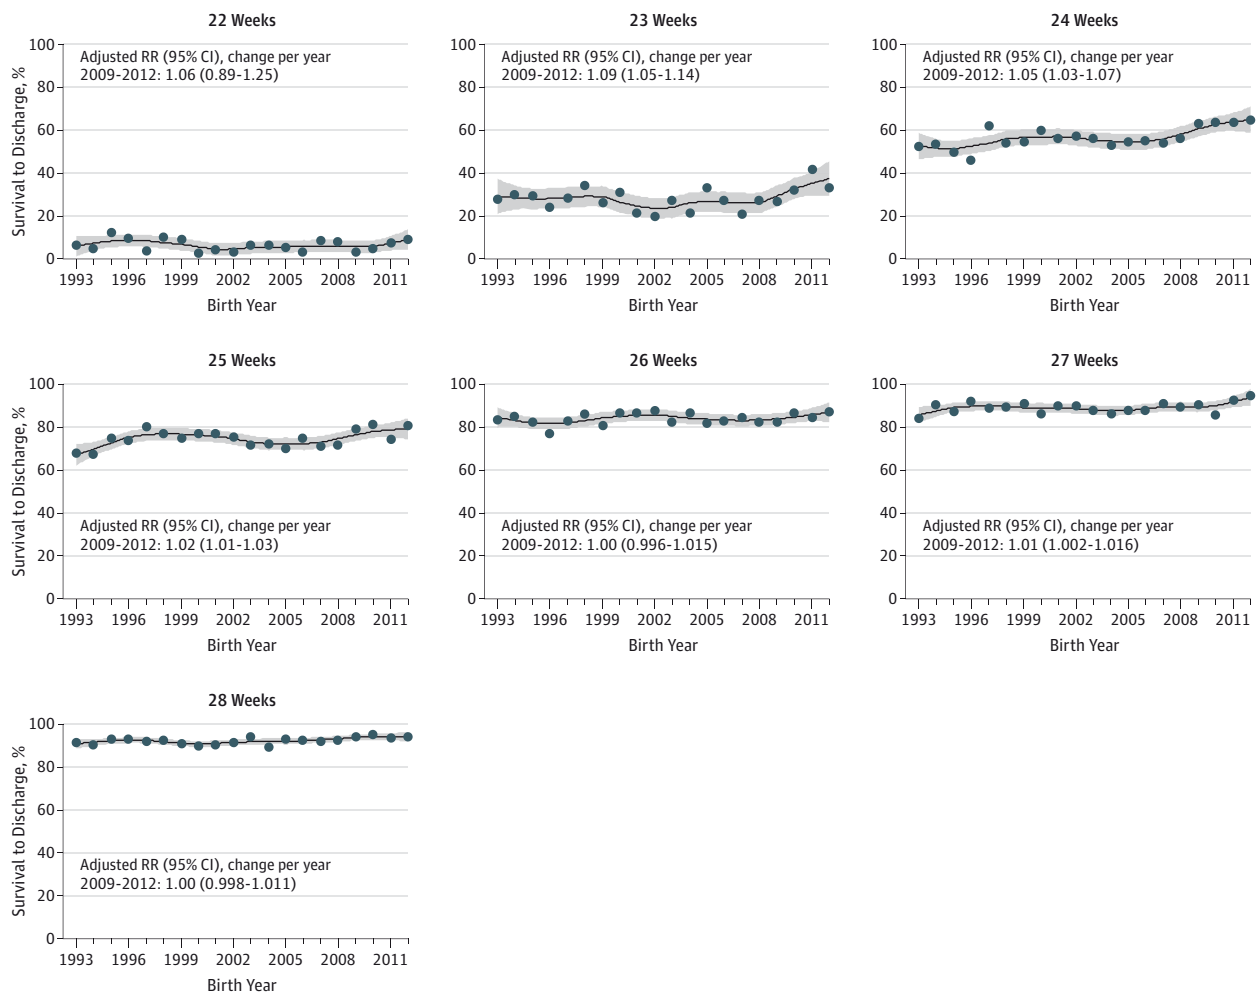 22 Weeks
100
80
60
40
20
0
Survival to Discharge, %
Adjusted RR (95% CI), change per year
2009-2012: 1.06 (0.89-1.25)
1993 1996 1999 2002 2005 2008 2011
Birth Year
23 Weeks
100
80
60
40
20
0
Adjusted RR (95% CI), change per year
2009-2012: 1.09 (1.05-1.14)
1993 1996 1999 2002 2005 2008 2011
Birth Year
24 Weeks
100
80
60
40
20
0
Adjusted RR (95% CI), change per year
2009-2012: 1.05 (1.03-1.07)
1993 1996 1999 2002 2005 2008 2011
Birth Year
25 Weeks
100
80
60
40
20
0
Survival to Discharge, %
Adjusted RR (95% CI), change per year
2009-2012: 1.02 (1.01-1.03)
1993 1996 1999 2002 2005 2008 2011
Birth Year
26 Weeks
100
80
60
40
20
0
Adjusted RR (95% CI), change per year
2009-2012: 1.00 (0.996-1.015)
1993 1996 1999 2002 2005 2008 2011
Birth Year
27 Weeks
100
80
60
40
20
0
Adjusted RR (95% CI), change per year
2009-2012: 1.01 (1.002-1.016)
1993 1996 1999 2002 2005 2008 2011
Birth Year
28 Weeks
100
80
60
40
20
0
Survival to Discharge, %
Adjusted RR (95% CI), change per year
2009-2012: 1.00 (0.998-1.011)
1993 1996 1999 2002 2005 2008 2011
Birth Year